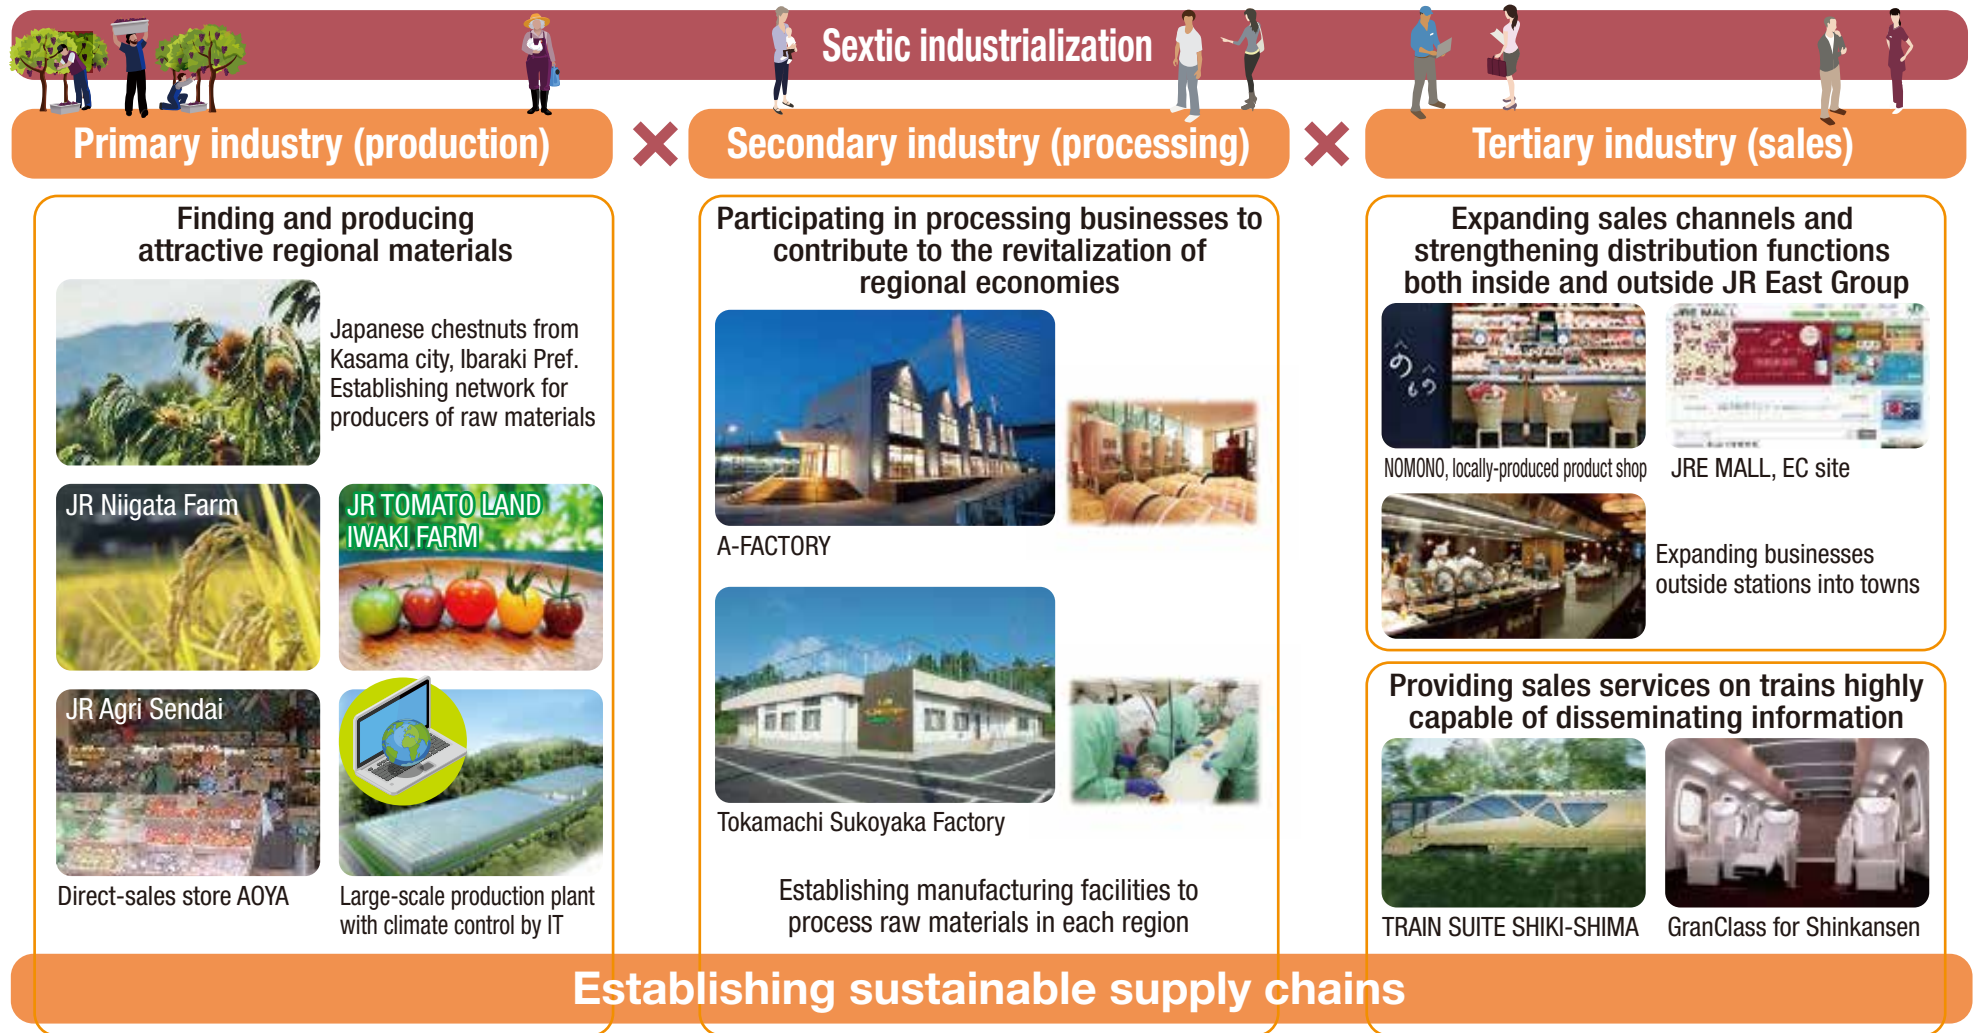 Sextic industrialization
Primary industry (production)
×
Secondary industry (processing)
×
Tertiary industry (sales)
Finding and producing
attractive regional materials
Japanese chestnuts from
Kasama city, Ibaraki Pref.
Establishing network for
producers of raw materials
JR Niigata Farm
JR TOMATO LAND
IWAKI FARM
JR Agri Sendai
Direct-sales store AOYA
Large-scale production plant
with climate control by IT
Participating in processing businesses to
contribute to the revitalization of
regional economies
A-FACTORY
Tokamachi Sukoyaka Factory
Establishing manufacturing facilities to
process raw materials in each region
Expanding sales channels and
strengthening distribution functions
both inside and outside JR East Group
のもの
JRE MALL
NOMONO, locally-produced product shop
JRE MALL, EC site
Expanding businesses
outside stations into towns
Providing sales services on trains highly
capable of disseminating information
TRAIN SUITE SHIKI-SHIMA
GranClass for Shinkansen
Establishing sustainable supply chains